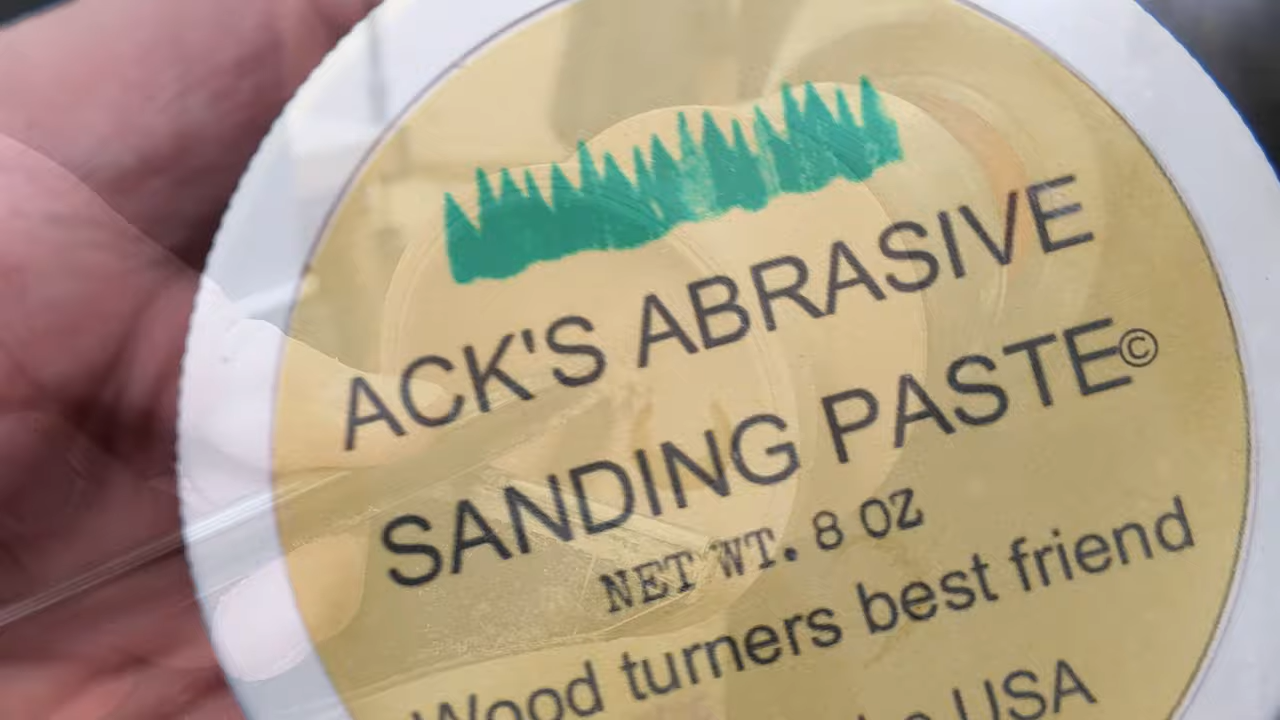 ACK'S ABRASIVE
SANDING PASTE©
NET WT. 8 OZ
Wood turners best friend
USA